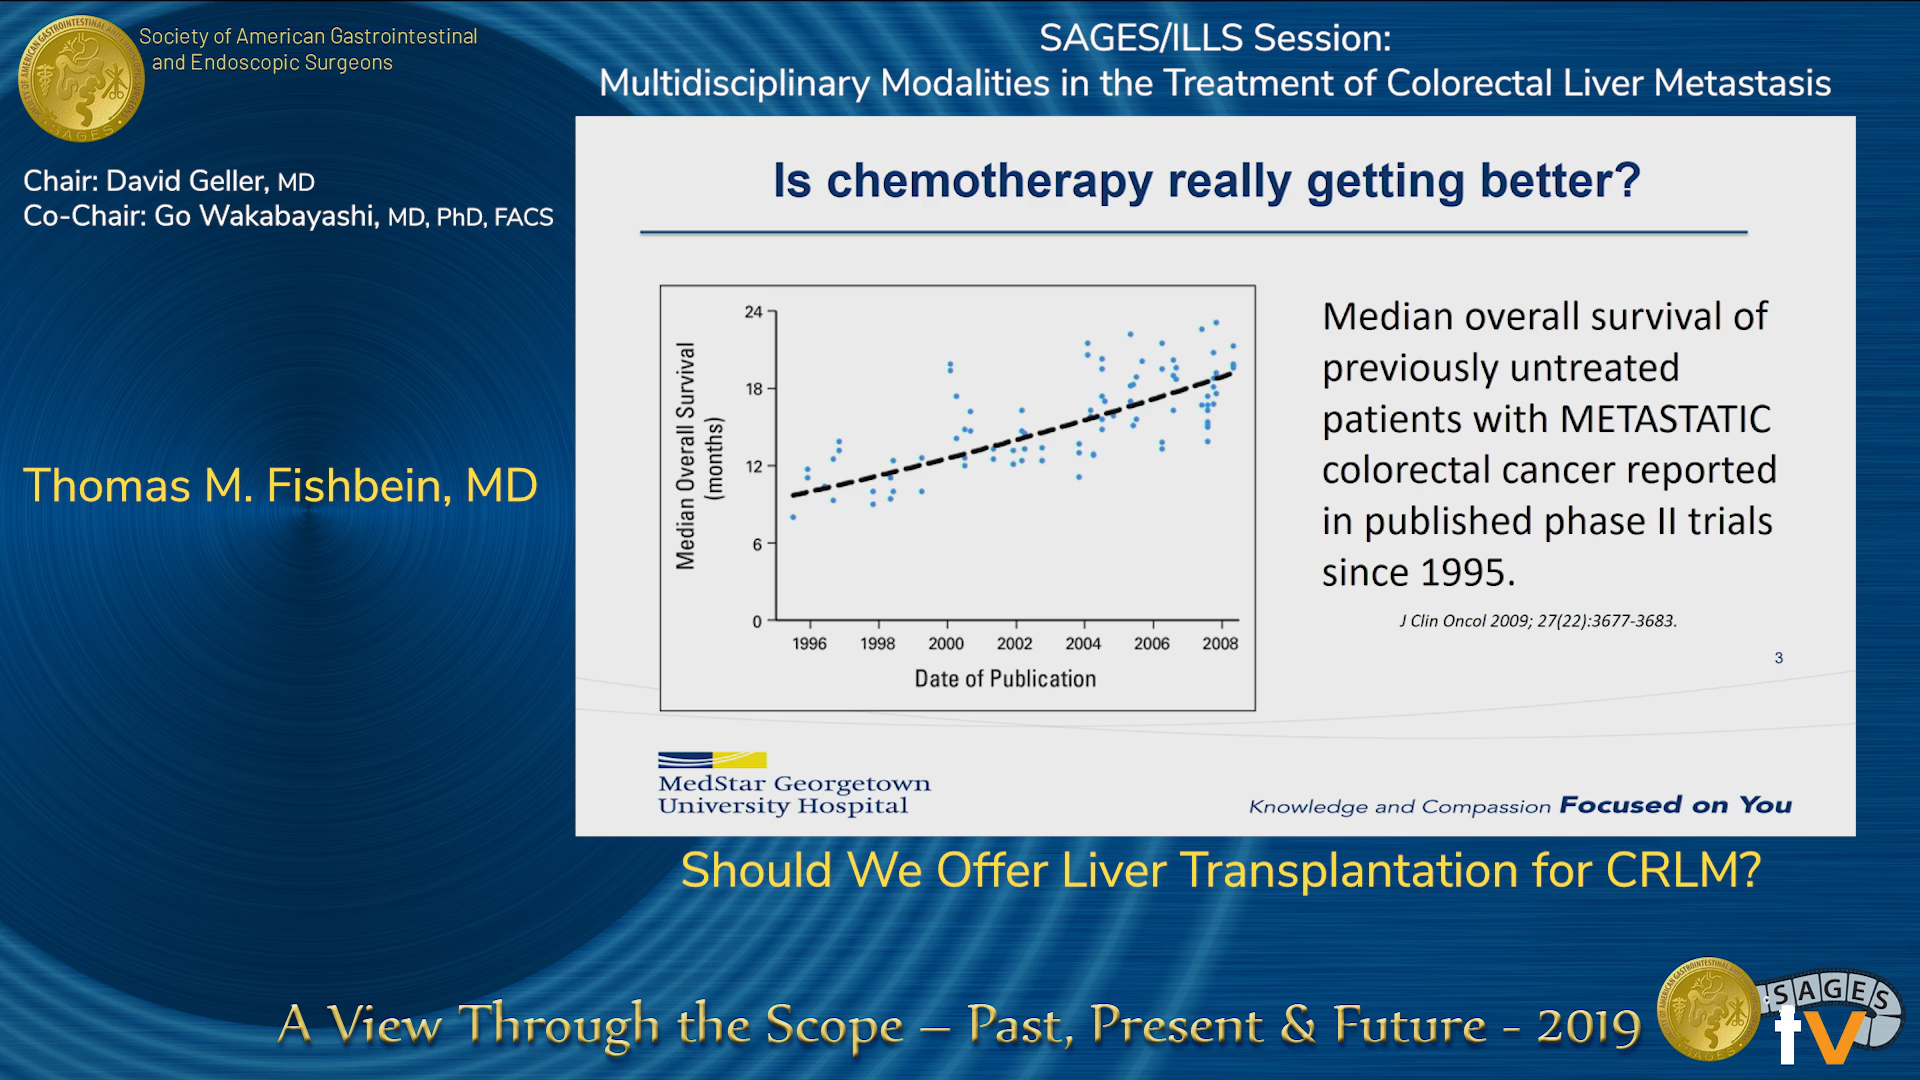 Society of American Gastrointestinal
and Endoscopic Surgeons
SAGES/ILLS Session:
Multidisciplinary Modalities in the Treatment of Colorectal Liver Metastasis
Chair: David Geller, MD
Co-Chair: Go Wakabayashi, MD, PhD, FACS
Thomas M. Fishbein, MD
Is chemotherapy really getting better?
Median Overall Survival
(months)
24
18
12
6
0
1996 1998 2000 2002 2004 2006 2008
Date of Publication
Median overall survival of
previously untreated
patients with METASTATIC
colorectal cancer reported
in published phase II trials
since 1995.
J Clin Oncol 2009; 27(22):3677-3683.
3
MedStar Georgetown
University Hospital
Knowledge and Compassion Focused on You
Should We Offer Liver Transplantation for CRLM?
A View Through the Scope – Past, Present & Future - 2019
SAGES
tv